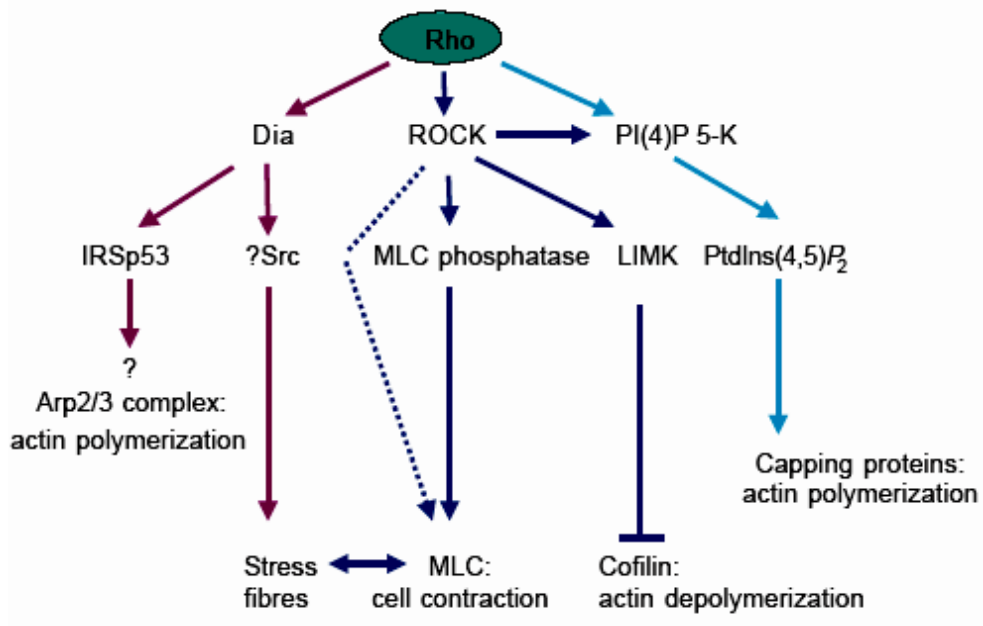 Rho
Dia
ROCK
PI(4)P 5-K
IRSp53
?Src
MLC phosphatase
LIMK
PtdIns(4,5)P2
?
Arp2/3 complex:
actin polymerization
Capping proteins:
actin polymerization
Stress
fibres
MLC:
cell contraction
Cofilin:
actin depolymerization